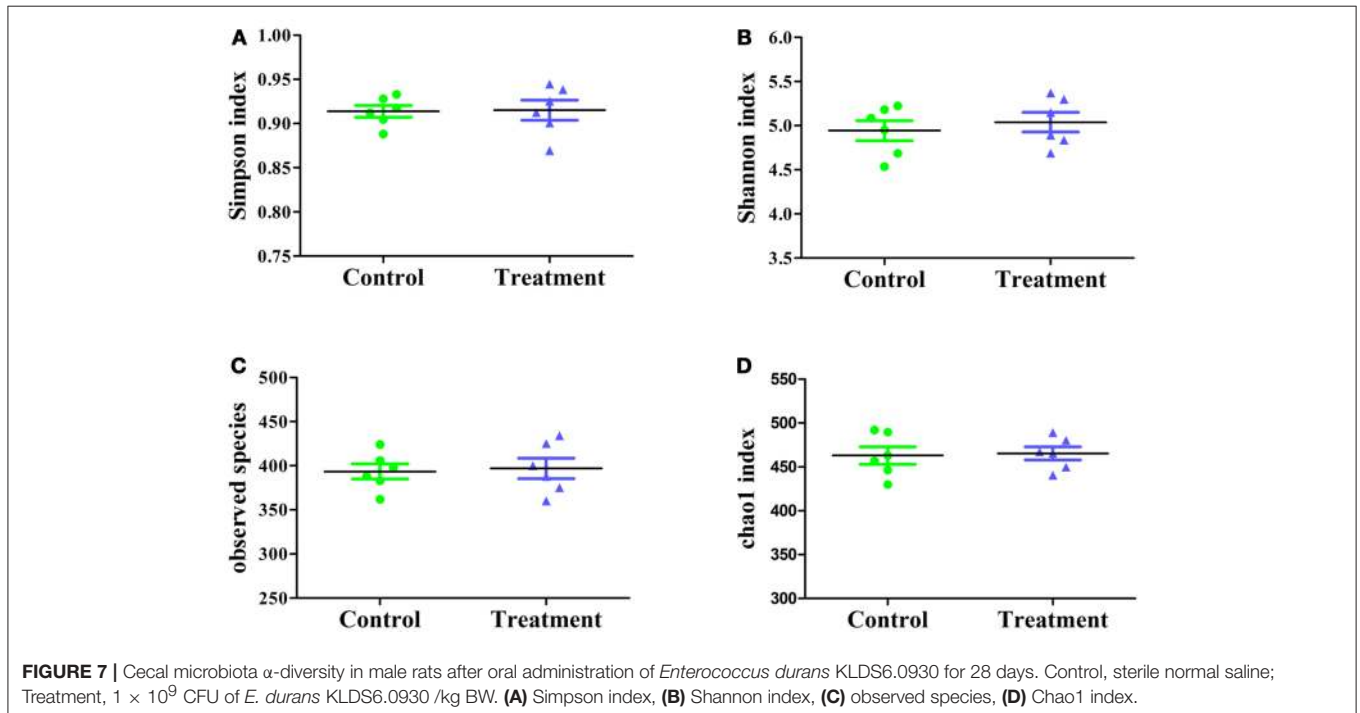 A
Simpson index
1.00
0.95
0.90
0.85
0.80
0.75
Control
Treatment
B
Shannon index
6.0
5.5
5.0
4.5
4.0
3.5
Control
Treatment
C
observed species
500
450
400
350
300
250
Control
Treatment
D
chao1 index
550
500
450
400
350
300
Control
Treatment
FIGURE 7 | Cecal microbiota α-diversity in male rats after oral administration of Enterococcus durans KLDS6.0930 for 28 days. Control, sterile normal saline;
Treatment, 1 × 10⁹ CFU of E. durans KLDS6.0930 /kg BW. (A) Simpson index, (B) Shannon index, (C) observed species, (D) Chao1 index.